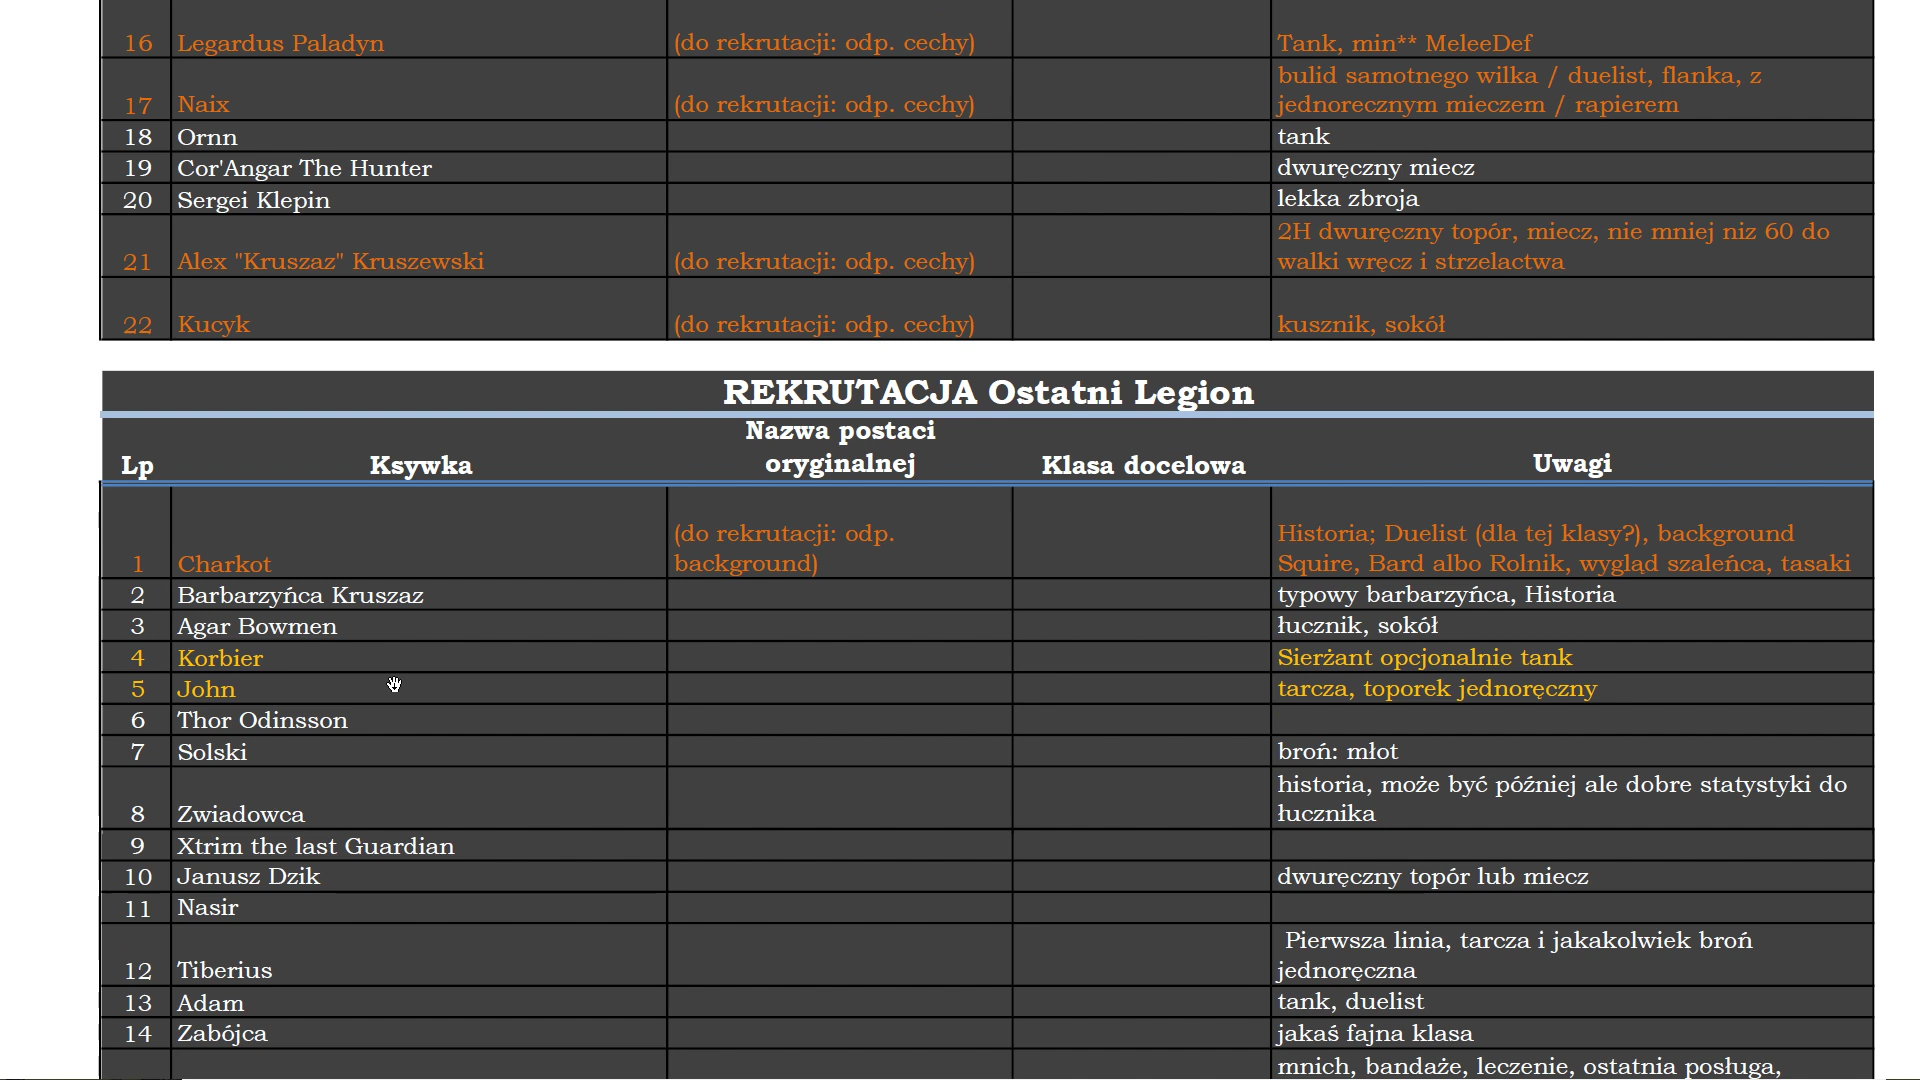 16 Legardus Paladyn (do rekrutacji: odp. cechy) Tank, min** MeleeDef
bulid samotnego wilka / duelist, flanka, z
17 Naix (do rekrutacji: odp. cechy) jednorecznym mieczem / rapierem
18 Ornn tank
19 Cor'Angar The Hunter dwuręczny miecz
20 Sergei Klepin lekka zbroja
2H dwuręczny topór, miecz, nie mniej niz 60 do
21 Alex "Kruszaz" Kruszewski (do rekrutacji: odp. cechy) walki wręcz i strzelactwa
22 Kucyk (do rekrutacji: odp. cechy) kusznik, sokół
REKRUTACJA Ostatni Legion
Nazwa postaci
Lp Ksywka oryginalnej Klasa docelowa Uwagi
(do rekrutacji: odp. Historia; Duelist (dla tej klasy?), background
1 Charkot background) Squire, Bard albo Rolnik, wygląd szaleńca, tasaki
2 Barbarzyńca Kruszaz typowy barbarzyńca, Historia
3 Agar Bowmen łucznik, sokół
4 Korbier Sierżant opcjonalnie tank
5 John tarcza, toporek jednoręczny
6 Thor Odinsson
7 Solski broń: młot
historia, może być później ale dobre statystyki do
8 Zwiadowca łucznika
9 Xtrim the last Guardian
10 Janusz Dzik dwuręczny topór lub miecz
11 Nasir
Pierwsza linia, tarcza i jakakolwiek broń
12 Tiberius jednoręczna
13 Adam tank, duelist
14 Zabójca jakaś fajna klasa
mnich, bandaże, leczenie, ostatnia posługa,